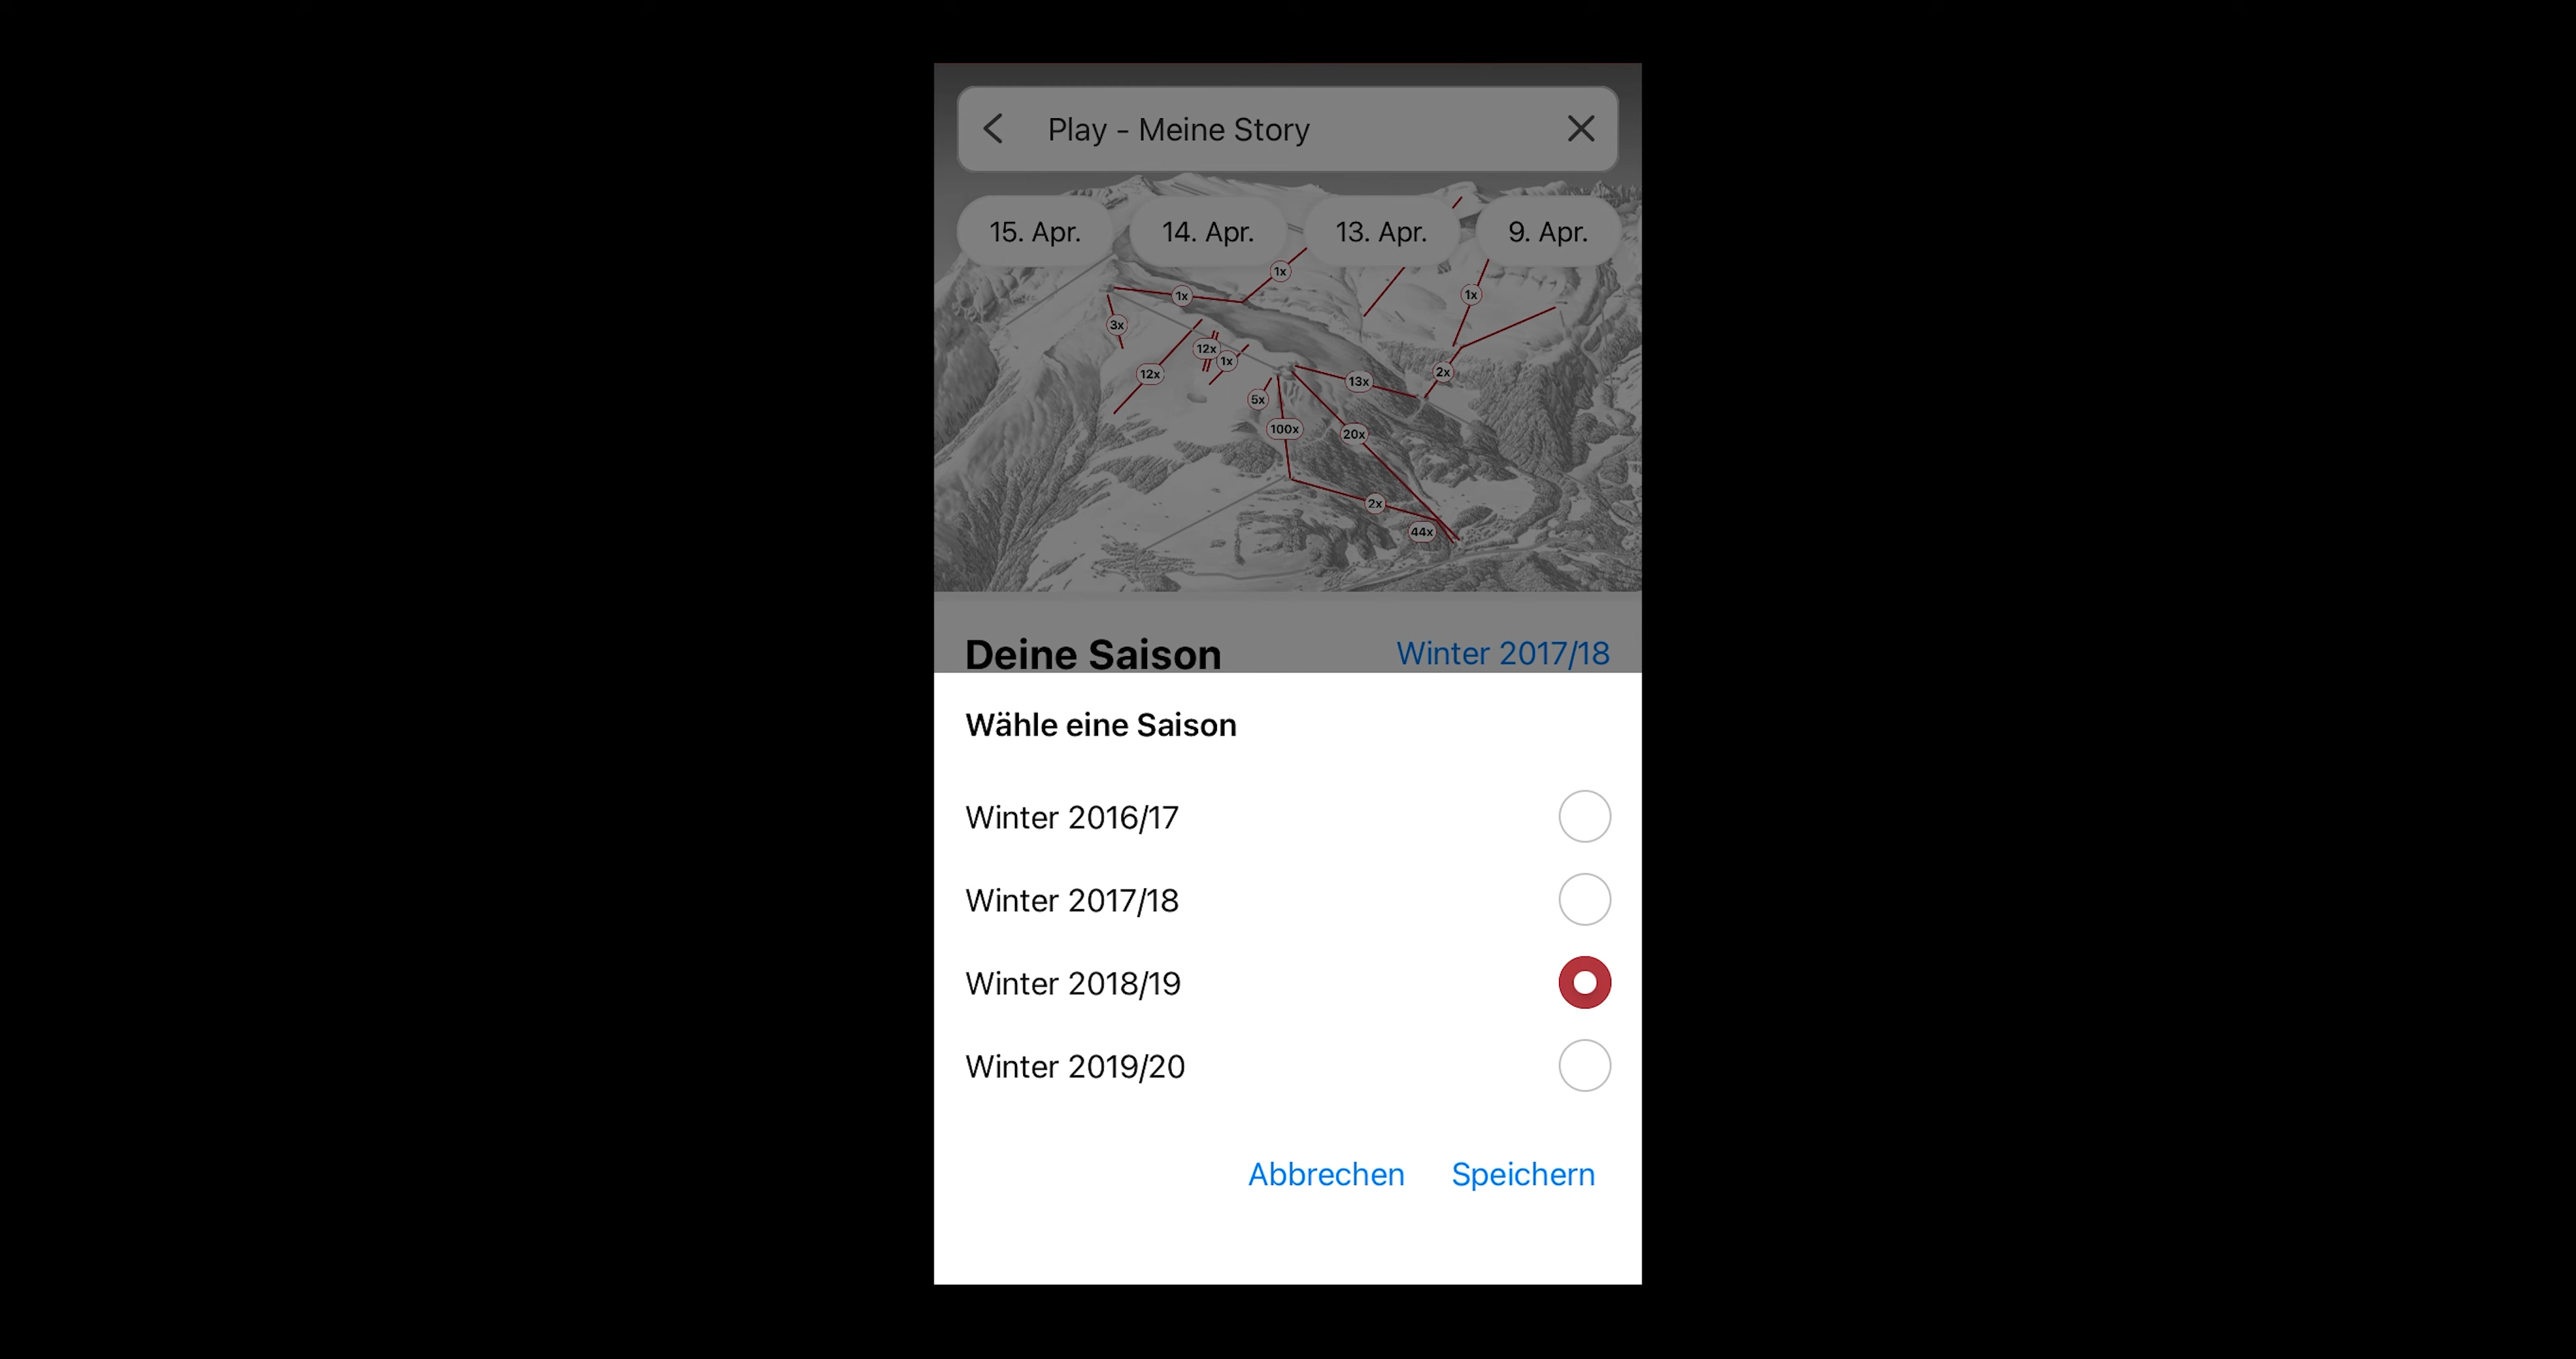 Play - Meine Story
15. Apr.
14. Apr.
13. Apr.
9. Apr.
1x
1x
1x
3x
12x
1x
12x
2x
13x
5x
100x
20x
2x
44x
Deine Saison
Winter 2017/18
Wähle eine Saison
Winter 2016/17
Winter 2017/18
Winter 2018/19
Winter 2019/20
Abbrechen
Speichern